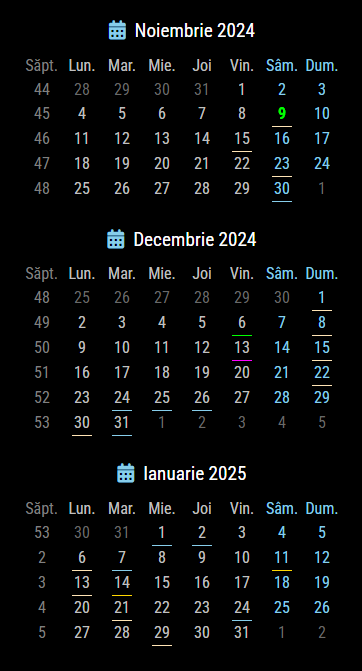 Noiembrie 2024
Săpt. Lun. Mar. Mie. Joi Vin. Sâm. Dum.
44 28 29 30 31 1 2 3
45 4 5 6 7 8 9 10
46 11 12 13 14 15 16 17
47 18 19 20 21 22 23 24
48 25 26 27 28 29 30 1
Decembrie 2024
Săpt. Lun. Mar. Mie. Joi Vin. Sâm. Dum.
48 25 26 27 28 29 30 1
49 2 3 4 5 6 7 8
50 9 10 11 12 13 14 15
51 16 17 18 19 20 21 22
52 23 24 25 26 27 28 29
53 30 31 1 2 3 4 5
Ianuarie 2025
Săpt. Lun. Mar. Mie. Joi Vin. Sâm. Dum.
53 30 31 1 2 3 4 5
2 6 7 8 9 10 11 12
3 13 14 15 16 17 18 19
4 20 21 22 23 24 25 26
5 27 28 29 30 31 1 2